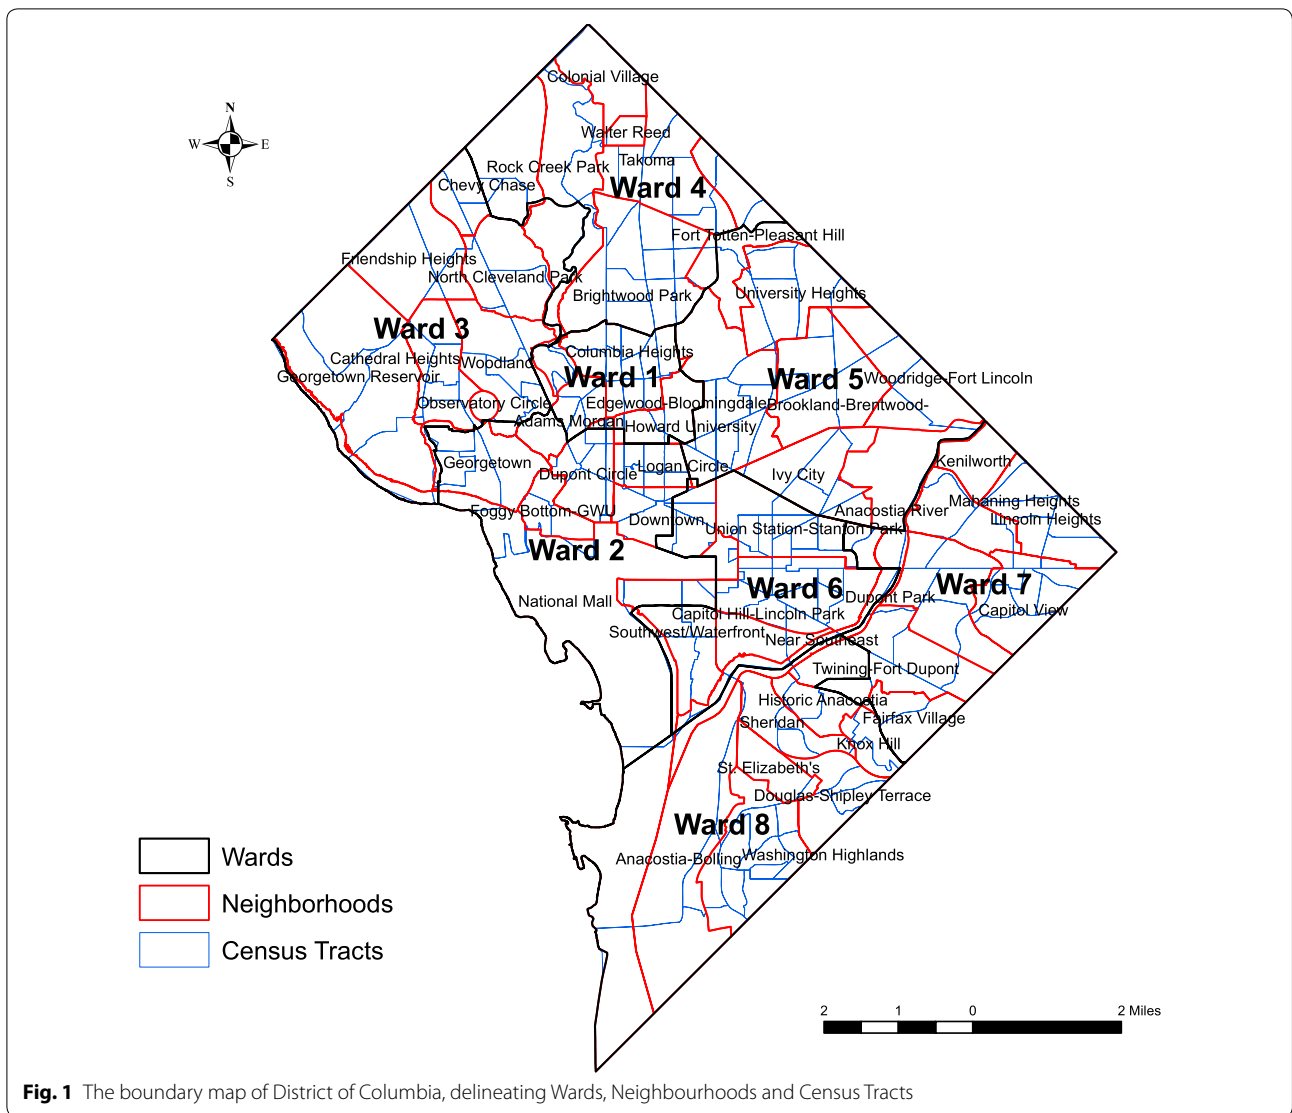 Colonial Village
N
Walter Reed
W E
Takoma
Rock Creek Park
S
Chevy Chase
Ward 4
Fort Totten-Pleasant Hill
Friendship Heights
North Cleveland Park
Brightwood Park
University Heights
Ward 3
Columbia Heights
Cathedral Heights
Woodland
Georgetown Reservoir
Ward 1
Ward 5
Woodridge-Fort Lincoln
Observatory Circle
Edgewood-Bloomingdale
Brookland-Brentwood-
Adams Morgan
Howard University
Georgetown
Dupont Circle
Logan Circle
Ivy City
Kenilworth
Mahaning Heights
Foggy Bottom-GWU
Downtown
Anacostia River
Lincoln Heights
Union Station-Stanton Park
Ward 2
Ward 6
Ward 7
National Mall
Dupont Park
Capitol Hill-Lincoln Park
Capitol View
Southwest/Waterfront
Near Southeast
Twining-Fort Dupont
Historic Anacostia
Sheridan
Fairfax Village
Knox Hill
St. Elizabeth's
Douglas-Shipley Terrace
Ward 8
Anacostia-Bolling
Washington Highlands
Wards
Neighborhoods
Census Tracts
2 1 0 2 Miles
Fig. 1 The boundary map of District of Columbia, delineating Wards, Neighbourhoods and Census Tracts